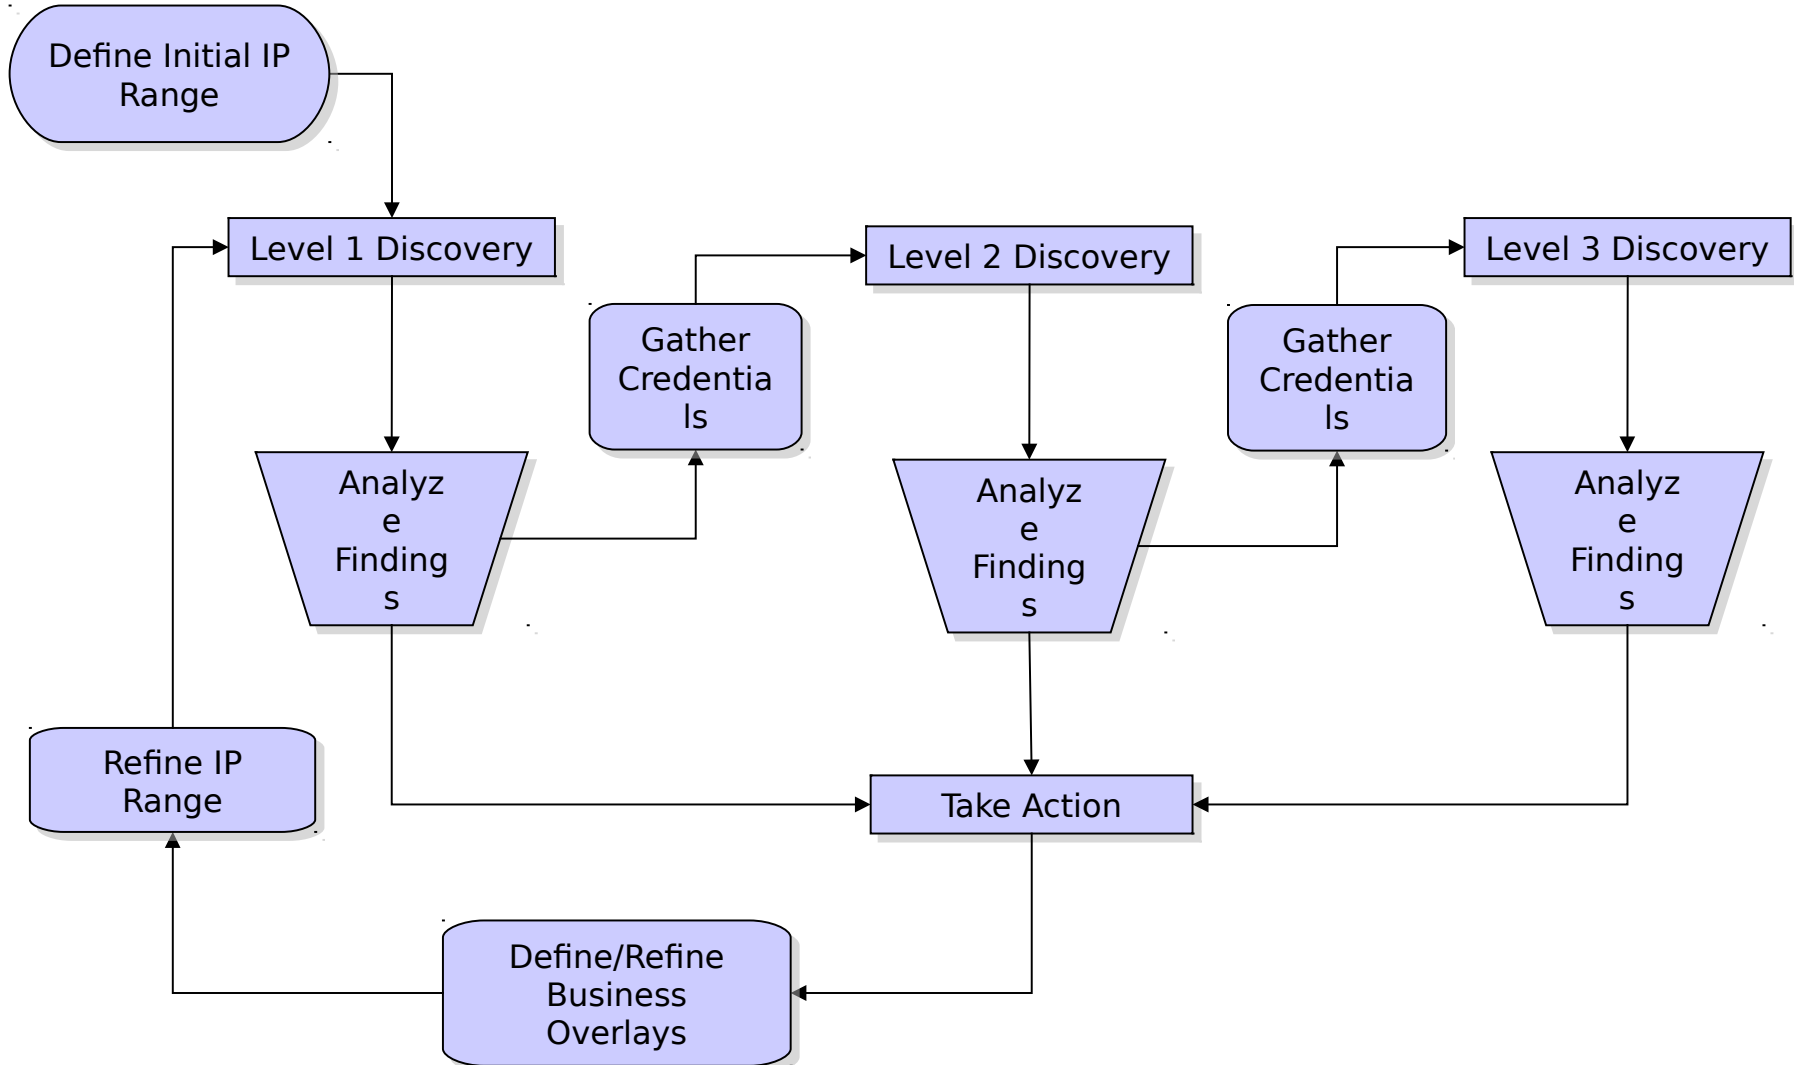 Define Initial IP
Range
Level 1 Discovery
Level 2 Discovery
Level 3 Discovery
Gather
Credentia
ls
Gather
Credentia
ls
Analyz
e
Finding
s
Analyz
e
Finding
s
Analyz
e
Finding
s
Refine IP
Range
Take Action
Define/Refine
Business
Overlays